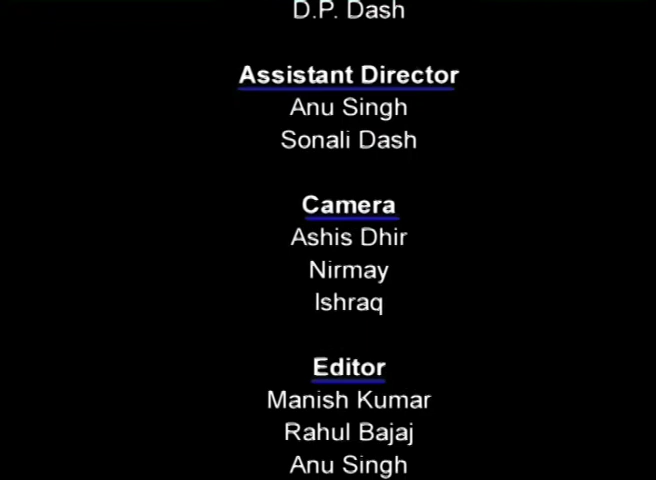 D.P. Dash
Assistant Director
Anu Singh
Sonali Dash
Camera
Ashis Dhir
Nirmay
Ishraq
Editor
Manish Kumar
Rahul Bajaj
Anu Singh